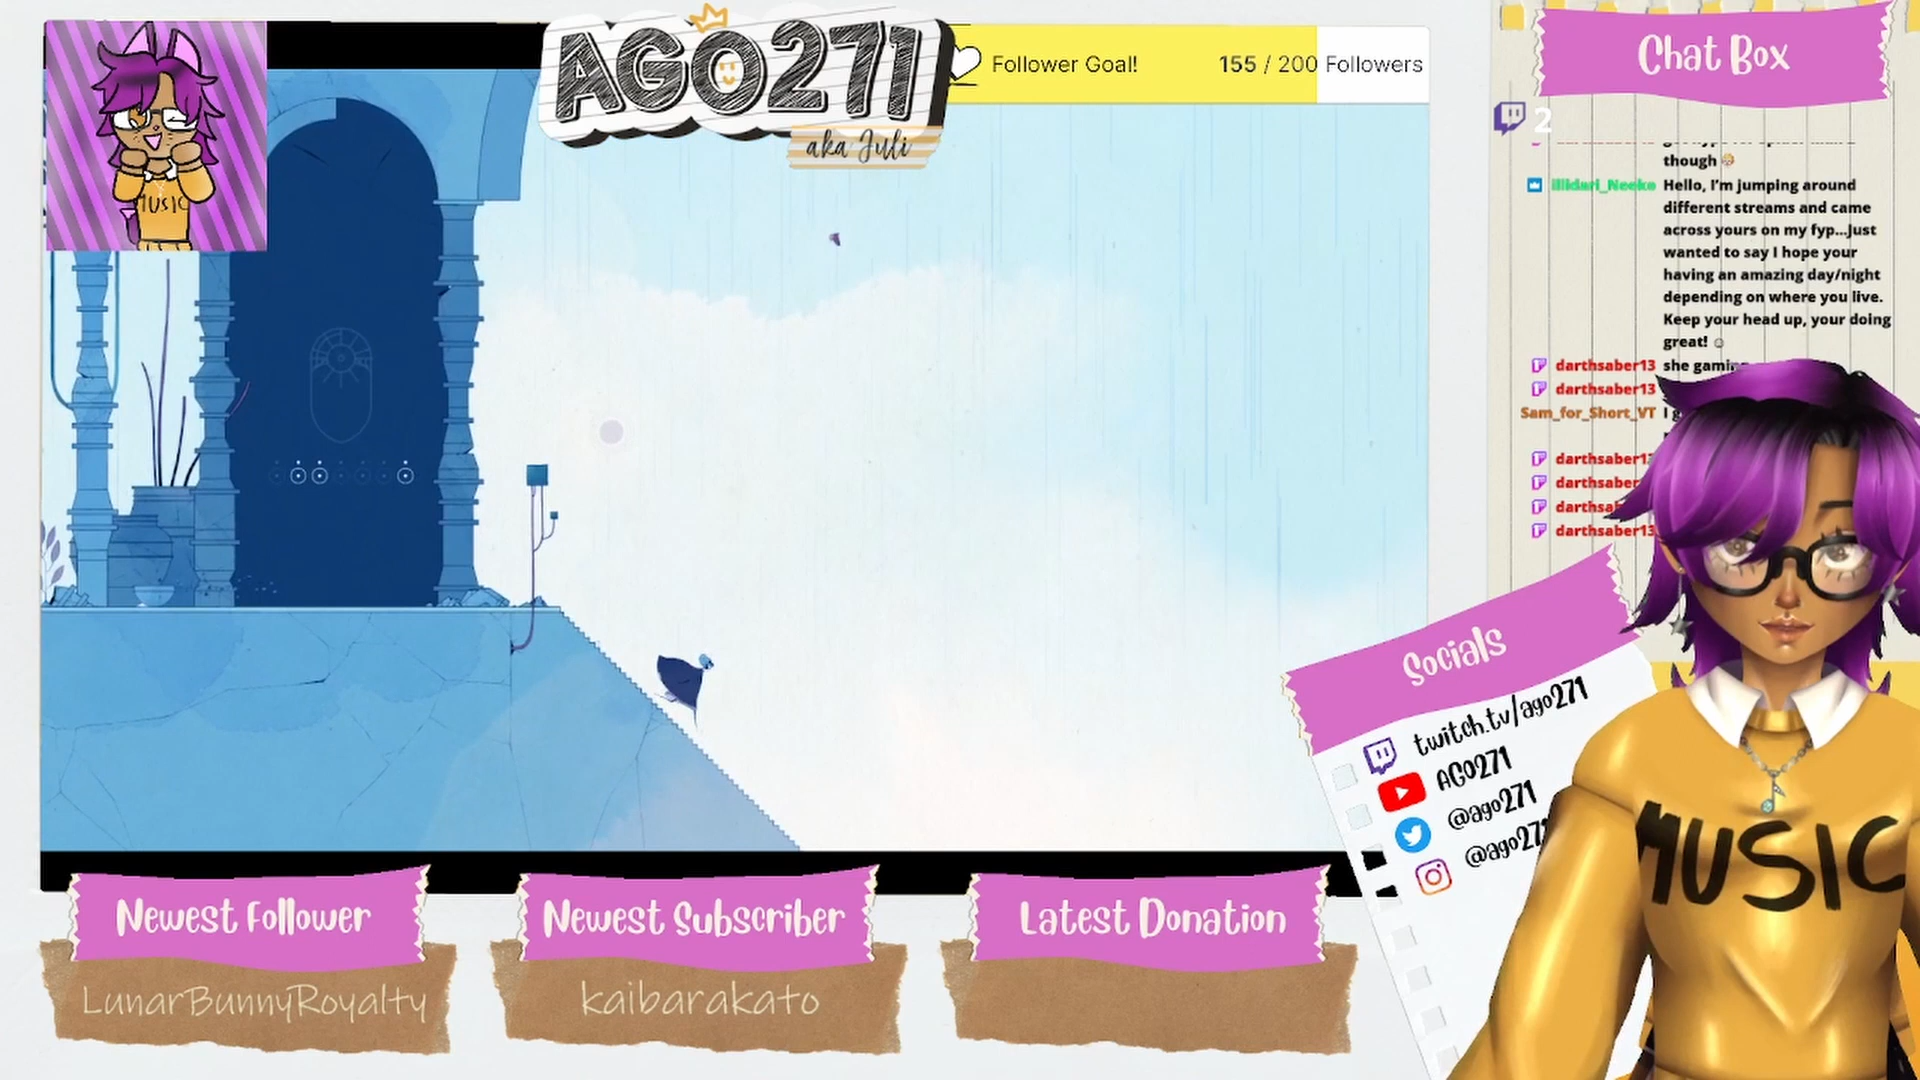 AGO271
aka Juli
Follower Goal!
155 / 200 Followers
Chat Box
2
though
illidari_Neeko Hello, I'm jumping around
different streams and came
across yours on my fyp...Just
wanted to say I hope your
having an amazing day/night
depending on where you live.
Keep your head up, your doing
great!
darthsaber13 she
darthsaber13
Sam_for_Short_VT I
darthsaber13
Socials
twitch.tv/ago271
AGO271
@ago271
MUSIC
MUSIC
Newest Follower
LunarBunnyRoyalty
Newest Subscriber
kaibarakato
Latest Donation